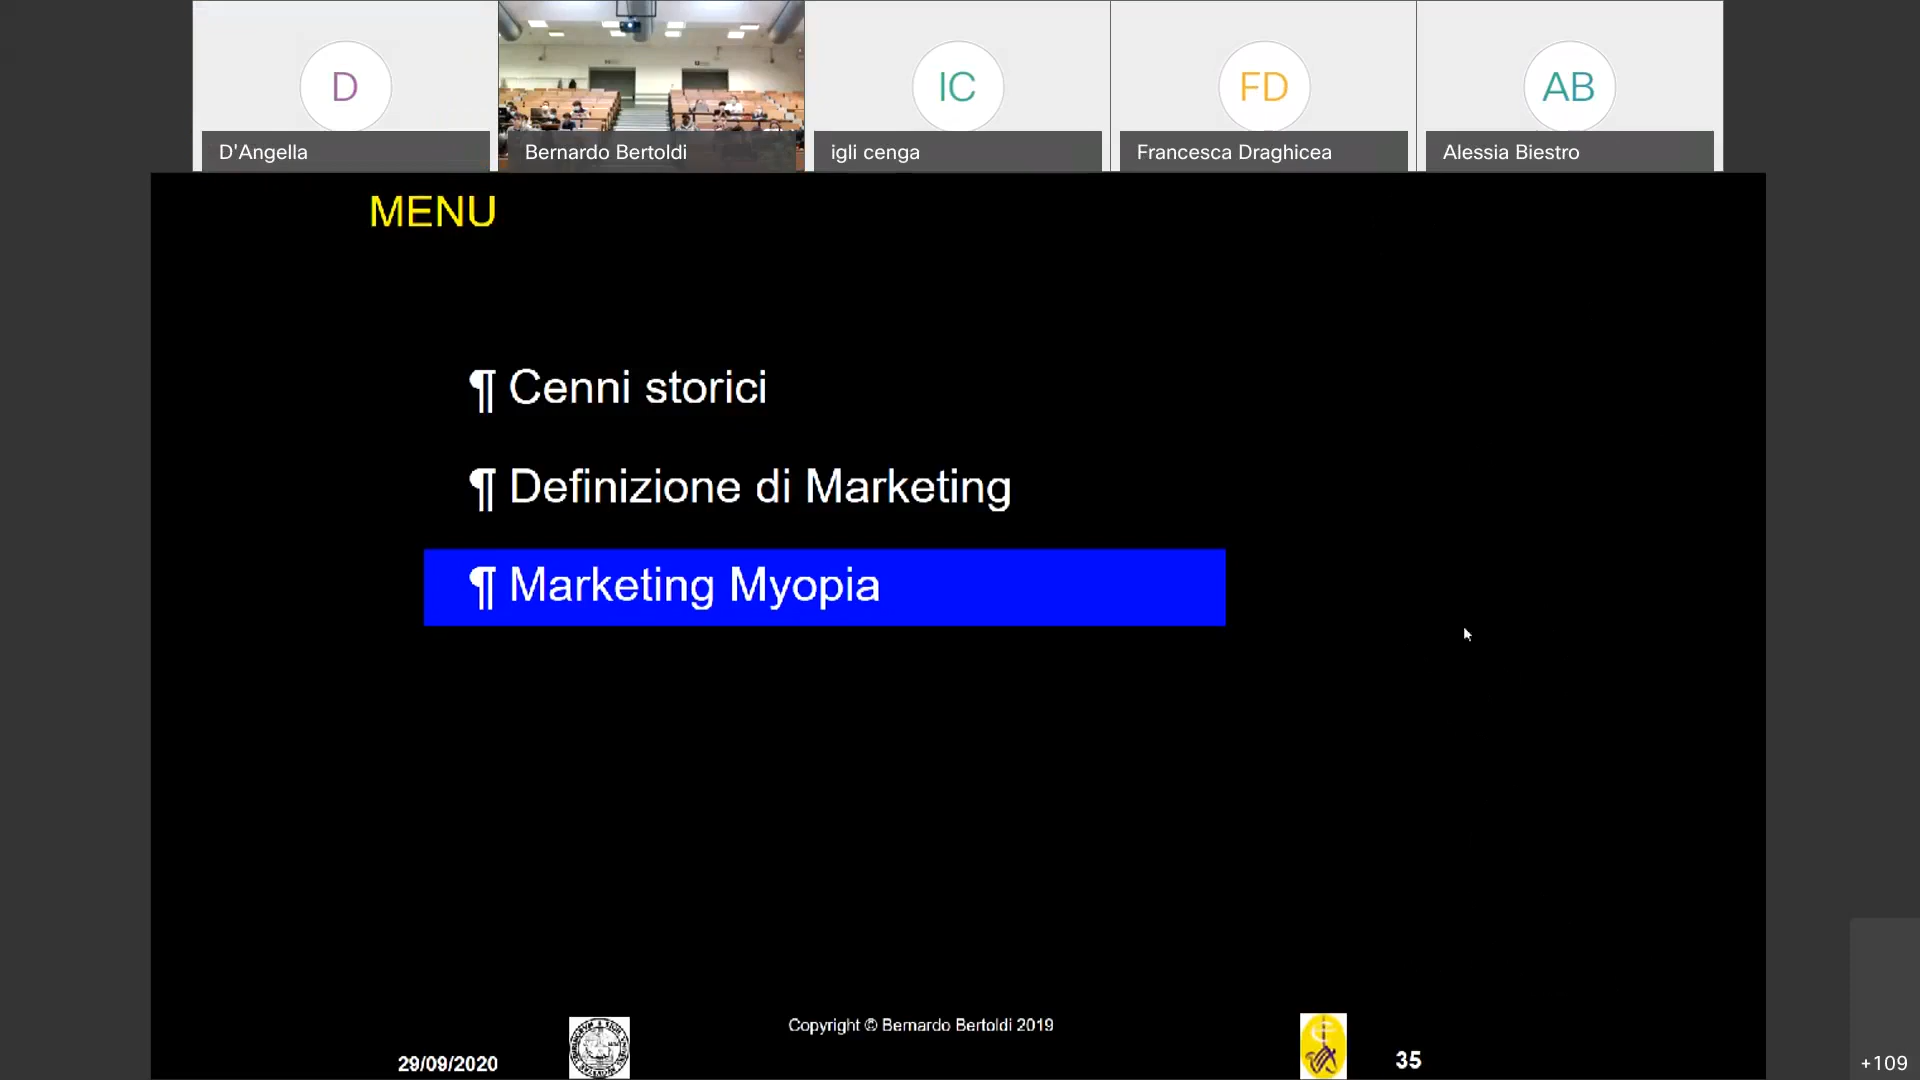 D
IC
FD
AB
D'Angella
Bernardo Bertoldi
igli cenga
Francesca Draghicea
Alessia Biestro
MENU
¶ Cenni storici
¶ Definizione di Marketing
¶ Marketing Myopia
Copyright © Bernardo Bertoldi 2019
29/09/2020
35
+109